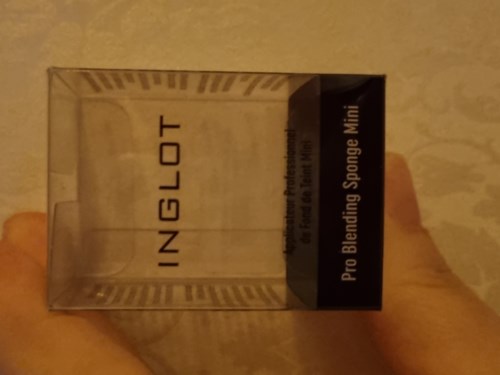 INGLOT
Applicateur Professionnel
de Fond de Teint Mini
Pro Blending Sponge Mini